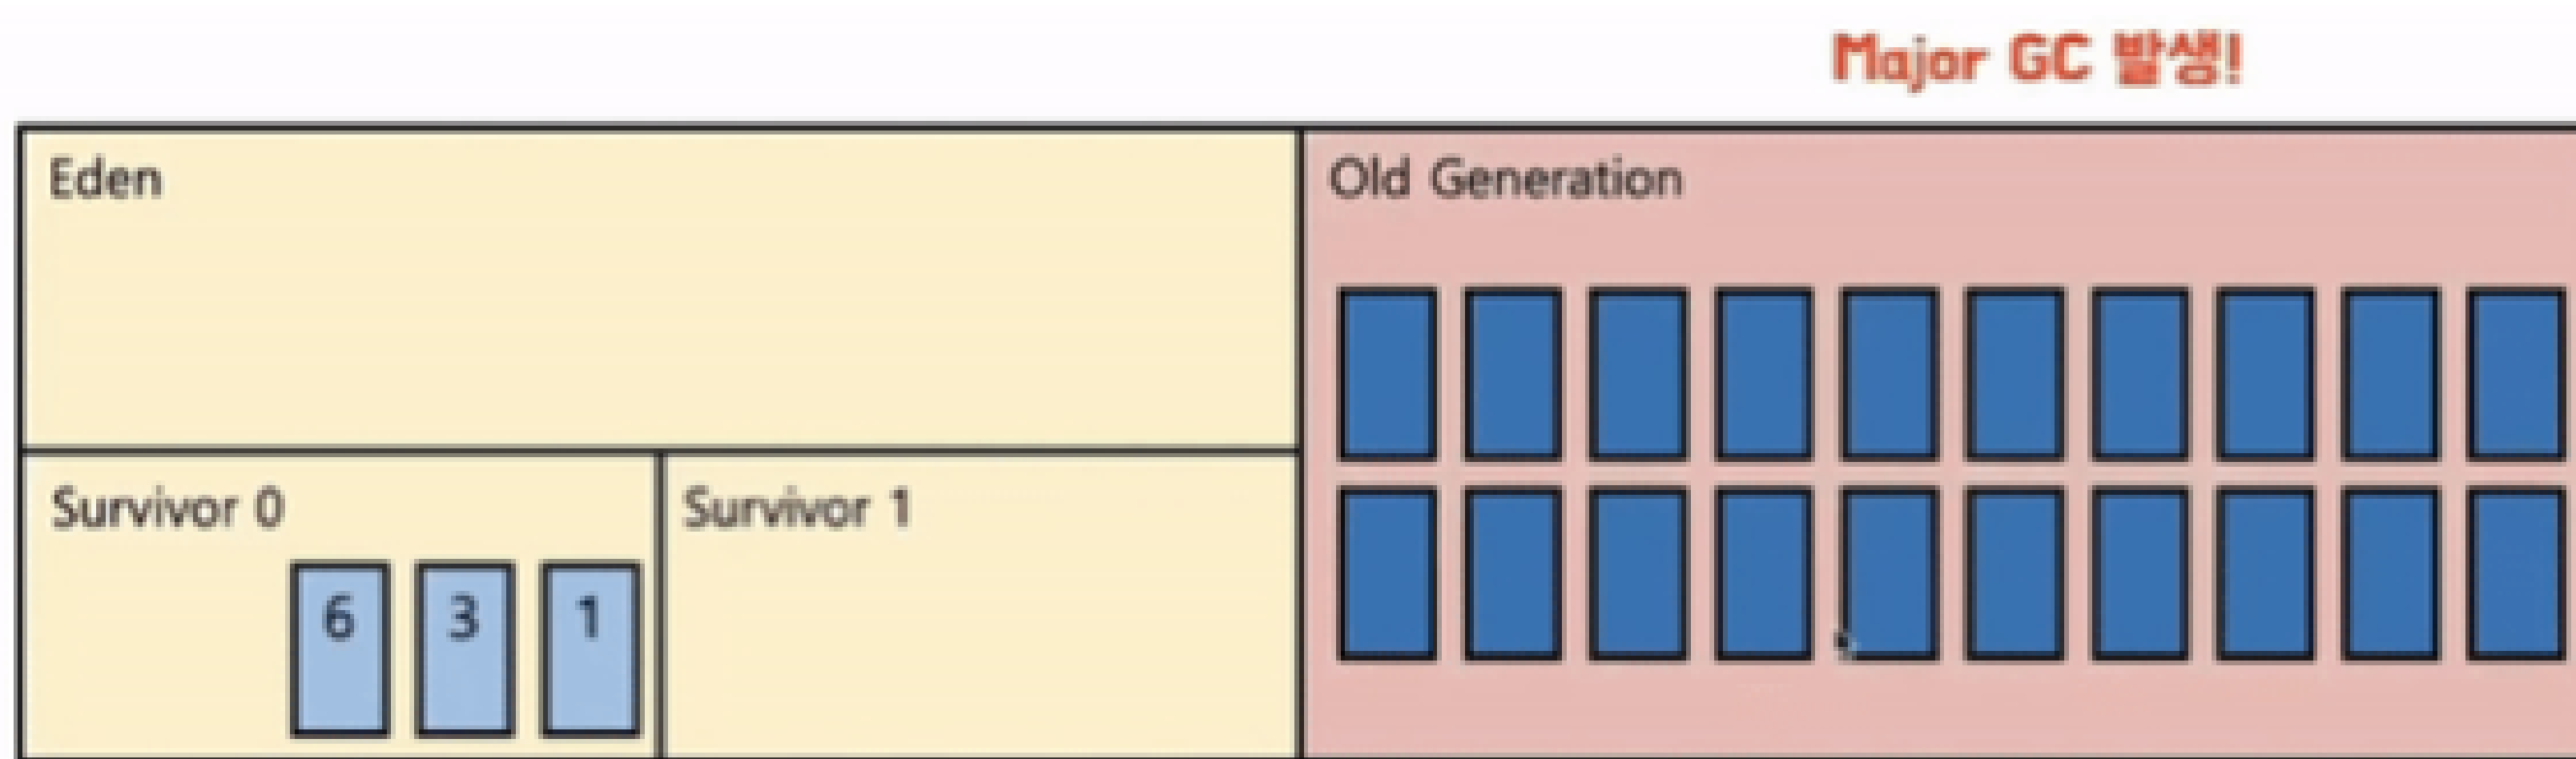 Major GC 발생!
Eden
Old Generation
Survivor 0
Survivor 1
6 3 1